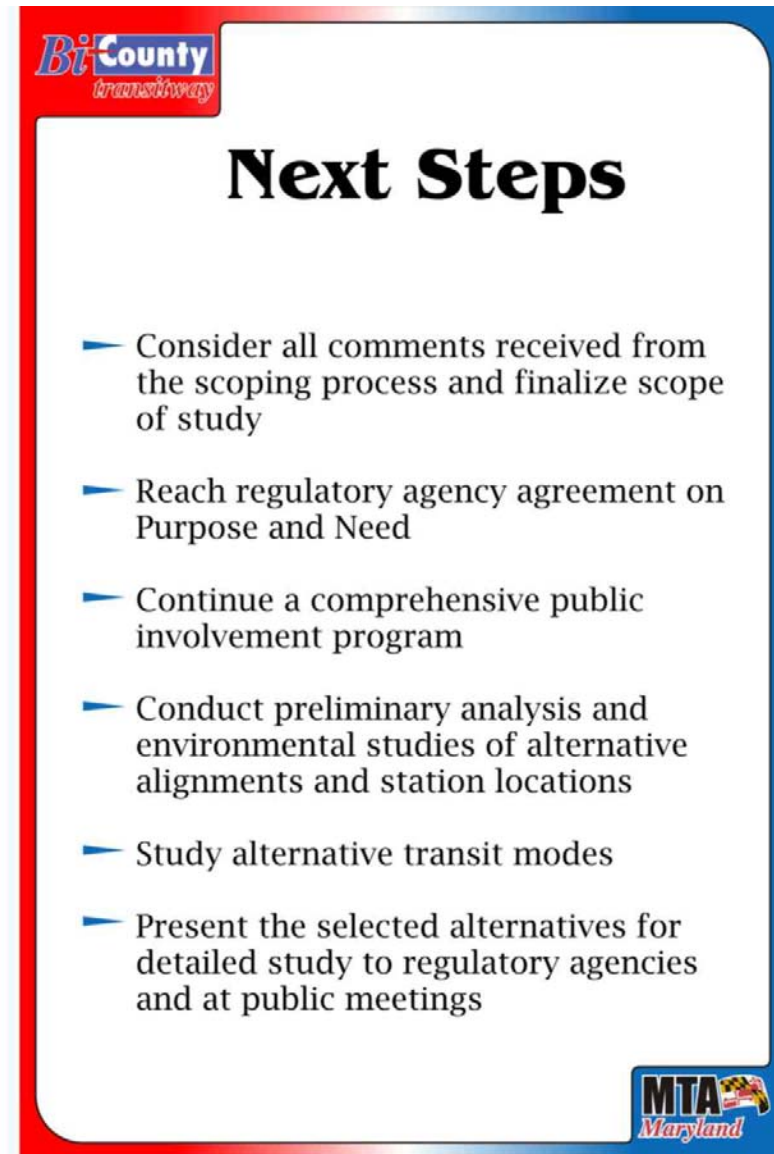 Bi-County
transitway
Next Steps
Consider all comments received from
the scoping process and finalize scope
of study
Reach regulatory agency agreement on
Purpose and Need
Continue a comprehensive public
involvement program
Conduct preliminary analysis and
environmental studies of alternative
alignments and station locations
Study alternative transit modes
Present the selected alternatives for
detailed study to regulatory agencies
and at public meetings
MTA
Maryland